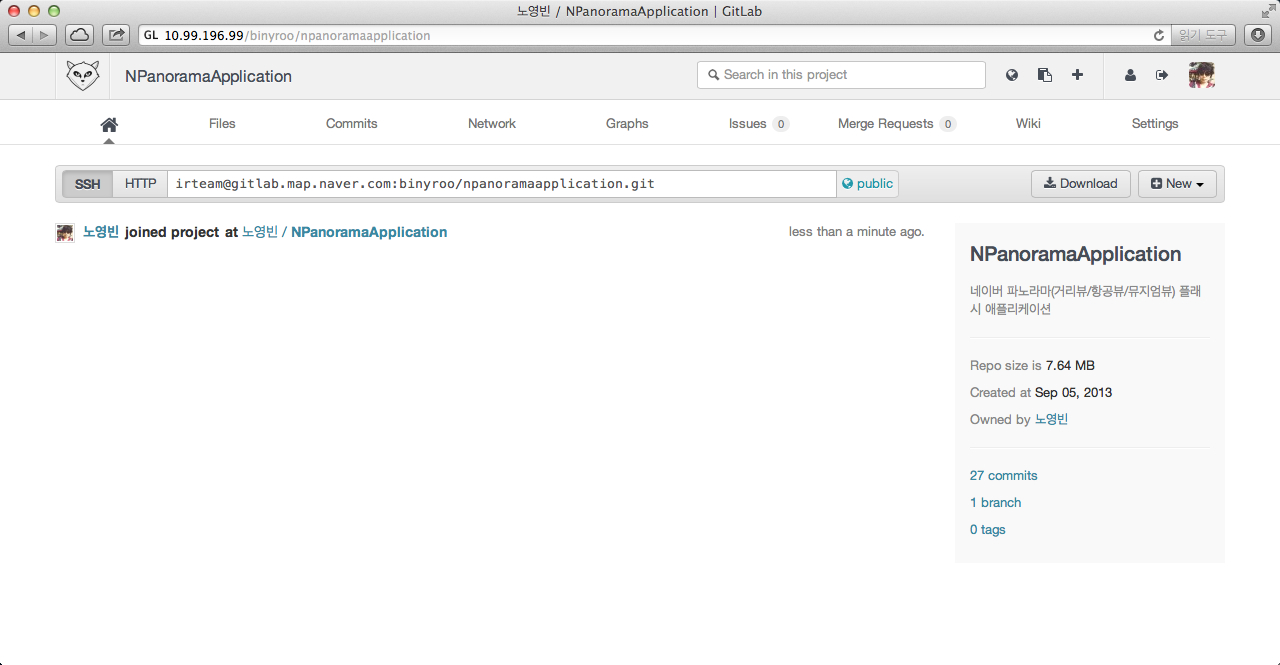 노영빈 / NPanoramaApplication | GitLab
GL 10.99.196.99/binyroo/npanoramaapplication
읽기 도구
NPanoramaApplication
Search in this project
Files Commits Network Graphs Issues 0 Merge Requests 0 Wiki Settings
SSH HTTP irteam@gitlab.map.naver.com:binyroo/npanoramaapplication.git public Download New
노영빈 joined project at 노영빈 / NPanoramaApplication less than a minute ago.
NPanoramaApplication
네이버 파노라마(거리뷰/항공뷰/뮤지엄뷰) 플래
시 애플리케이션
Repo size is 7.64 MB
Created at Sep 05, 2013
Owned by 노영빈
27 commits
1 branch
0 tags